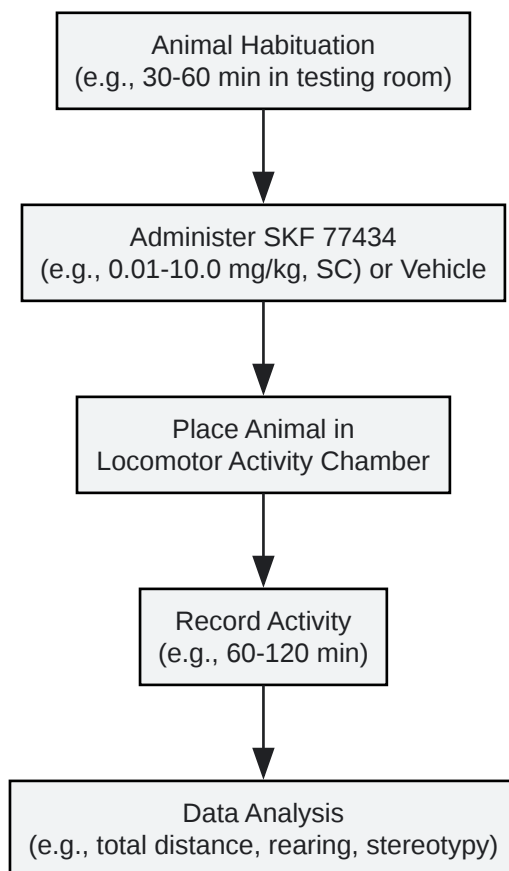 Animal Habituation
(e.g., 30-60 min in testing room)
Administer SKF 77434
(e.g., 0.01-10.0 mg/kg, SC) or Vehicle
Place Animal in
Locomotor Activity Chamber
Record Activity
(e.g., 60-120 min)
Data Analysis
(e.g., total distance, rearing, stereotypy)